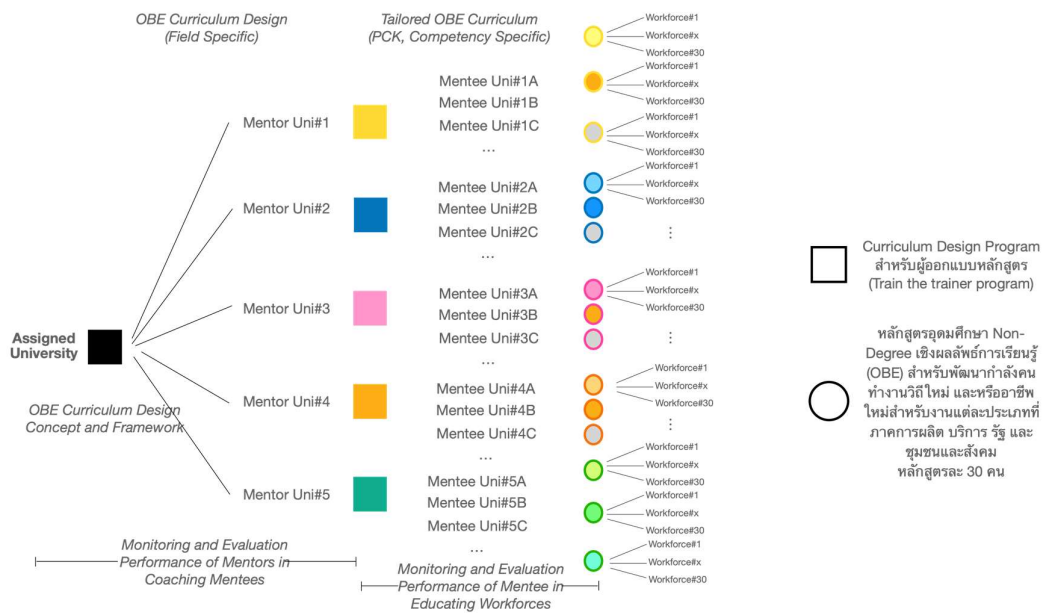 OBE Curriculum Design
(Field Specific)
Tailored OBE Curriculum
(PCK, Competency Specific)
Workforce#1
Workforce#x
Workforce#30
Mentor Uni#1
Mentee Uni#1A
Mentee Uni#1B
Mentee Uni#1C
...
Workforce#1
Workforce#x
Workforce#30
Workforce#1
Workforce#x
Workforce#30
Mentor Uni#2
Mentee Uni#2A
Mentee Uni#2B
Mentee Uni#2C
...
Workforce#1
Workforce#x
Workforce#30
⋮
Mentor Uni#3
Mentee Uni#3A
Mentee Uni#3B
Mentee Uni#3C
...
Workforce#1
Workforce#x
Workforce#30
⋮
Assigned
University
OBE Curriculum Design
Concept and Framework
Mentor Uni#4
Mentee Uni#4A
Mentee Uni#4B
Mentee Uni#4C
...
Workforce#1
Workforce#x
Workforce#30
⋮
Mentor Uni#5
Mentee Uni#5A
Mentee Uni#5B
Mentee Uni#5C
...
Workforce#1
Workforce#x
Workforce#30
Workforce#1
Workforce#x
Workforce#30
Workforce#1
Workforce#x
Workforce#30
Monitoring and Evaluation
Performance of Mentors in
Coaching Mentees
Monitoring and Evaluation
Performance of Mentee in
Educating Workforces
Curriculum Design Program
สำหรับผู้ออกแบบหลักสูตร
(Train the trainer program)
หลักสูตรอุดมศึกษา Non-
Degree เชิงผลลัพธ์การเรียนรู้
(OBE) สำหรับพัฒนากำลังคน
ทำงานวิถีใหม่ และหรืออาชีพ
ใหม่สำหรับงานแต่ละประเภทที่
ภาคการผลิต บริการ รัฐ และ
ชุมชนและสังคม
หลักสูตรละ 30 คน